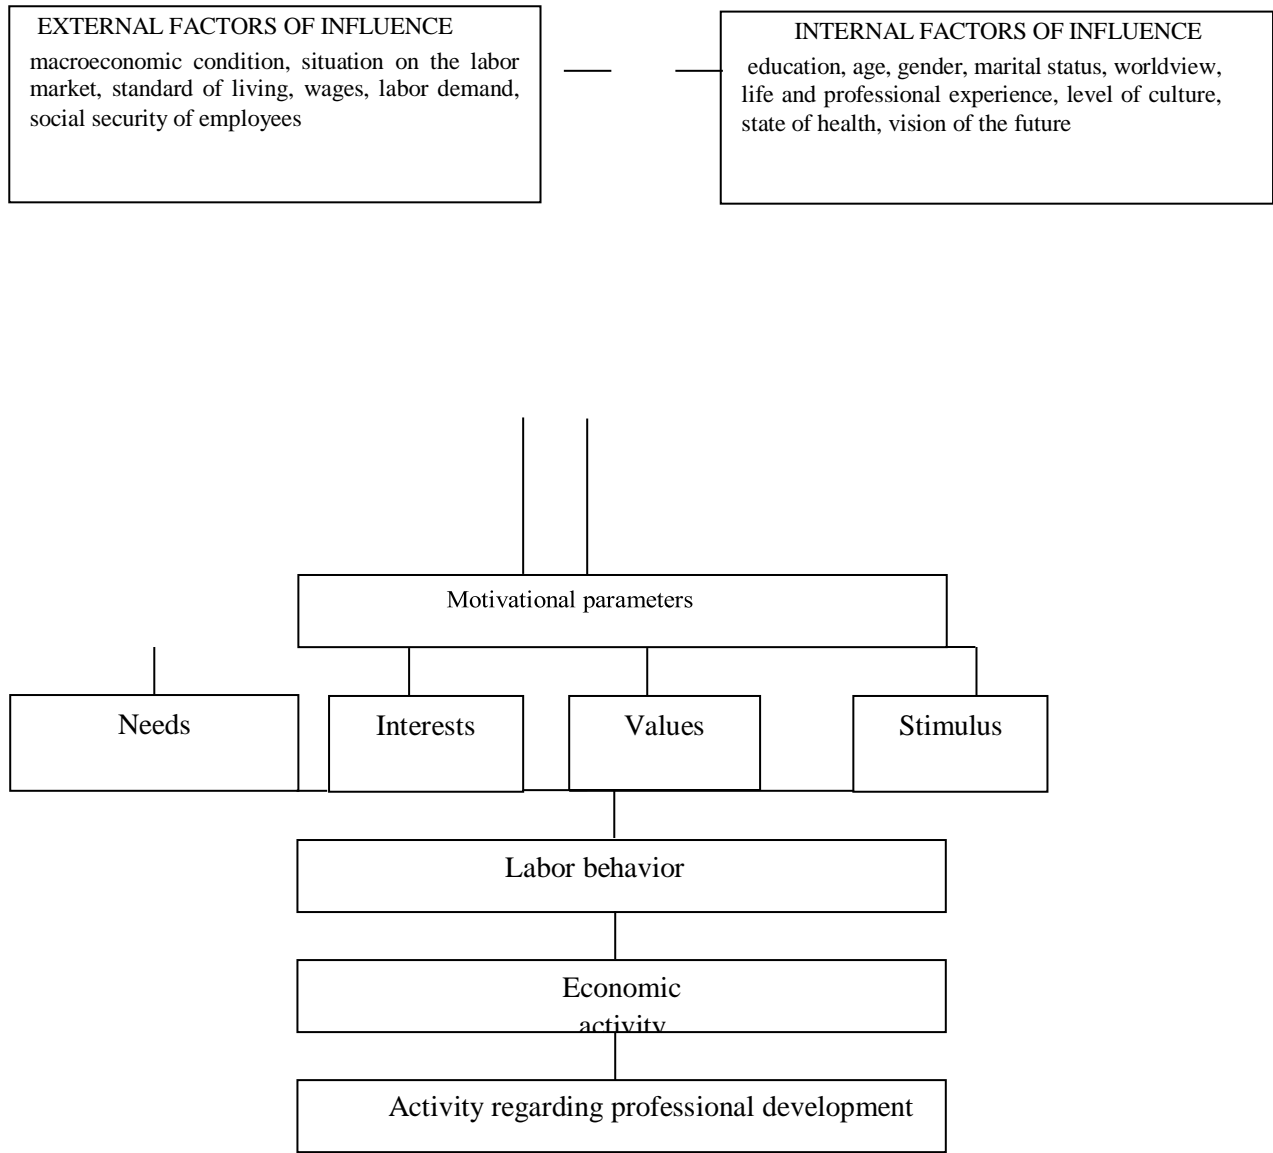 EXTERNAL FACTORS OF INFLUENCE
macroeconomic condition, situation on the labor
market, standard of living, wages, labor demand,
social security of employees
INTERNAL FACTORS OF INFLUENCE
education, age, gender, marital status, worldview,
life and professional experience, level of culture,
state of health, vision of the future
Motivational parameters
Needs
Interests
Values
Stimulus
Labor behavior
Economic
activity
Activity regarding professional development